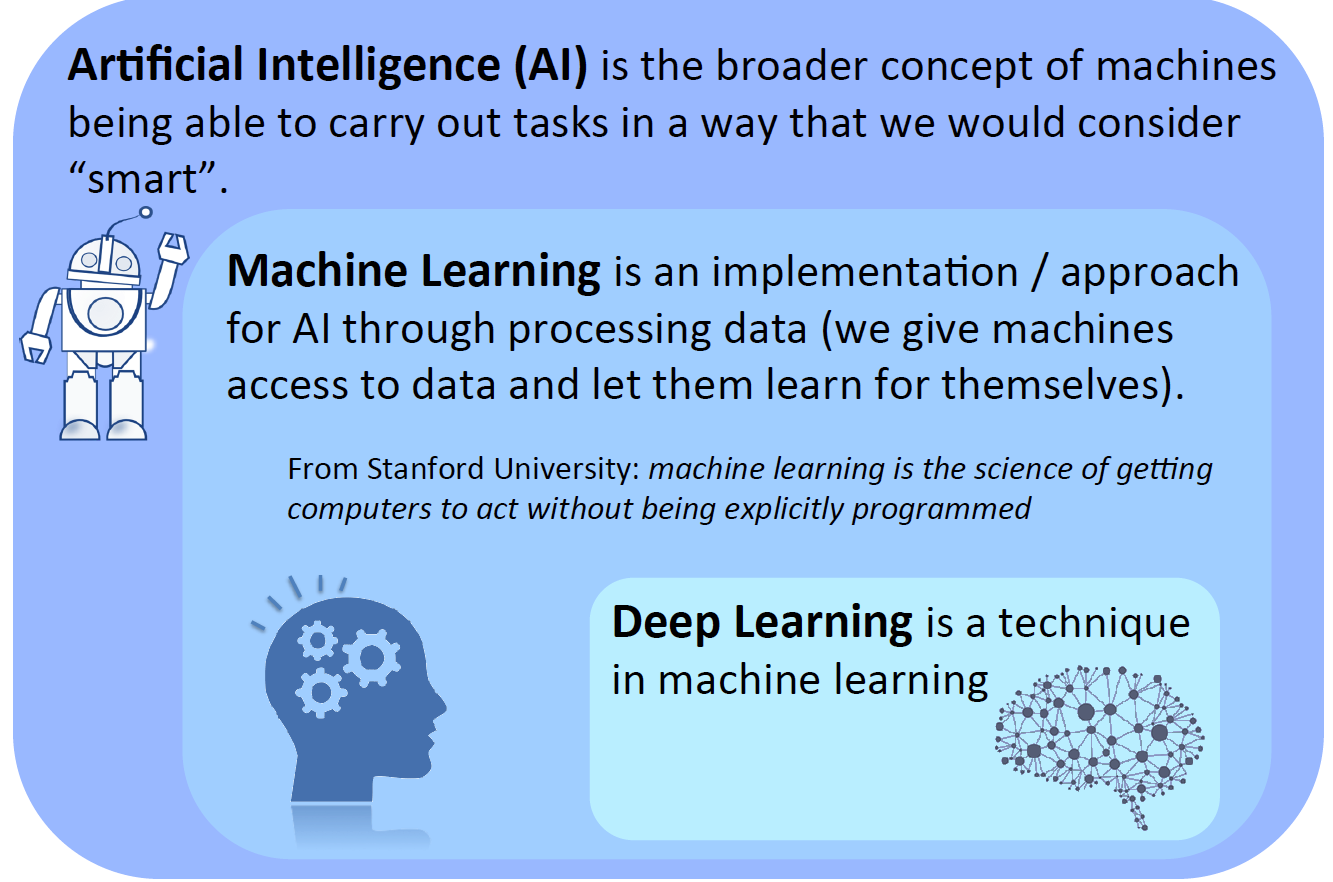 Artificial Intelligence (AI) is the broader concept of machines
being able to carry out tasks in a way that we would consider
“smart”.
Machine Learning is an implementation / approach
for AI through processing data (we give machines
access to data and let them learn for themselves).
From Stanford University: machine learning is the science of getting
computers to act without being explicitly programmed
Deep Learning is a technique
in machine learning